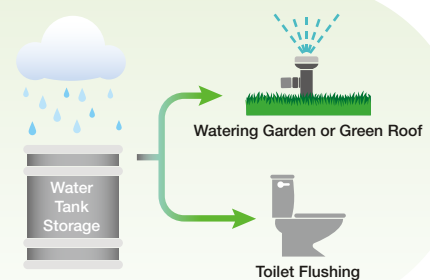 Watering Garden or Green Roof
Water
Tank
Storage
Toilet Flushing